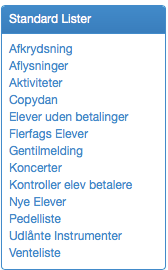 Standard Lister
Afkrydsning
Aflysninger
Aktiviteter
Copydan
Elever uden betalinger
Flerfags Elever
Gentilmelding
Koncerter
Kontroller elev betalere
Nye Elever
Pedelliste
Udlånte Instrumenter
Venteliste